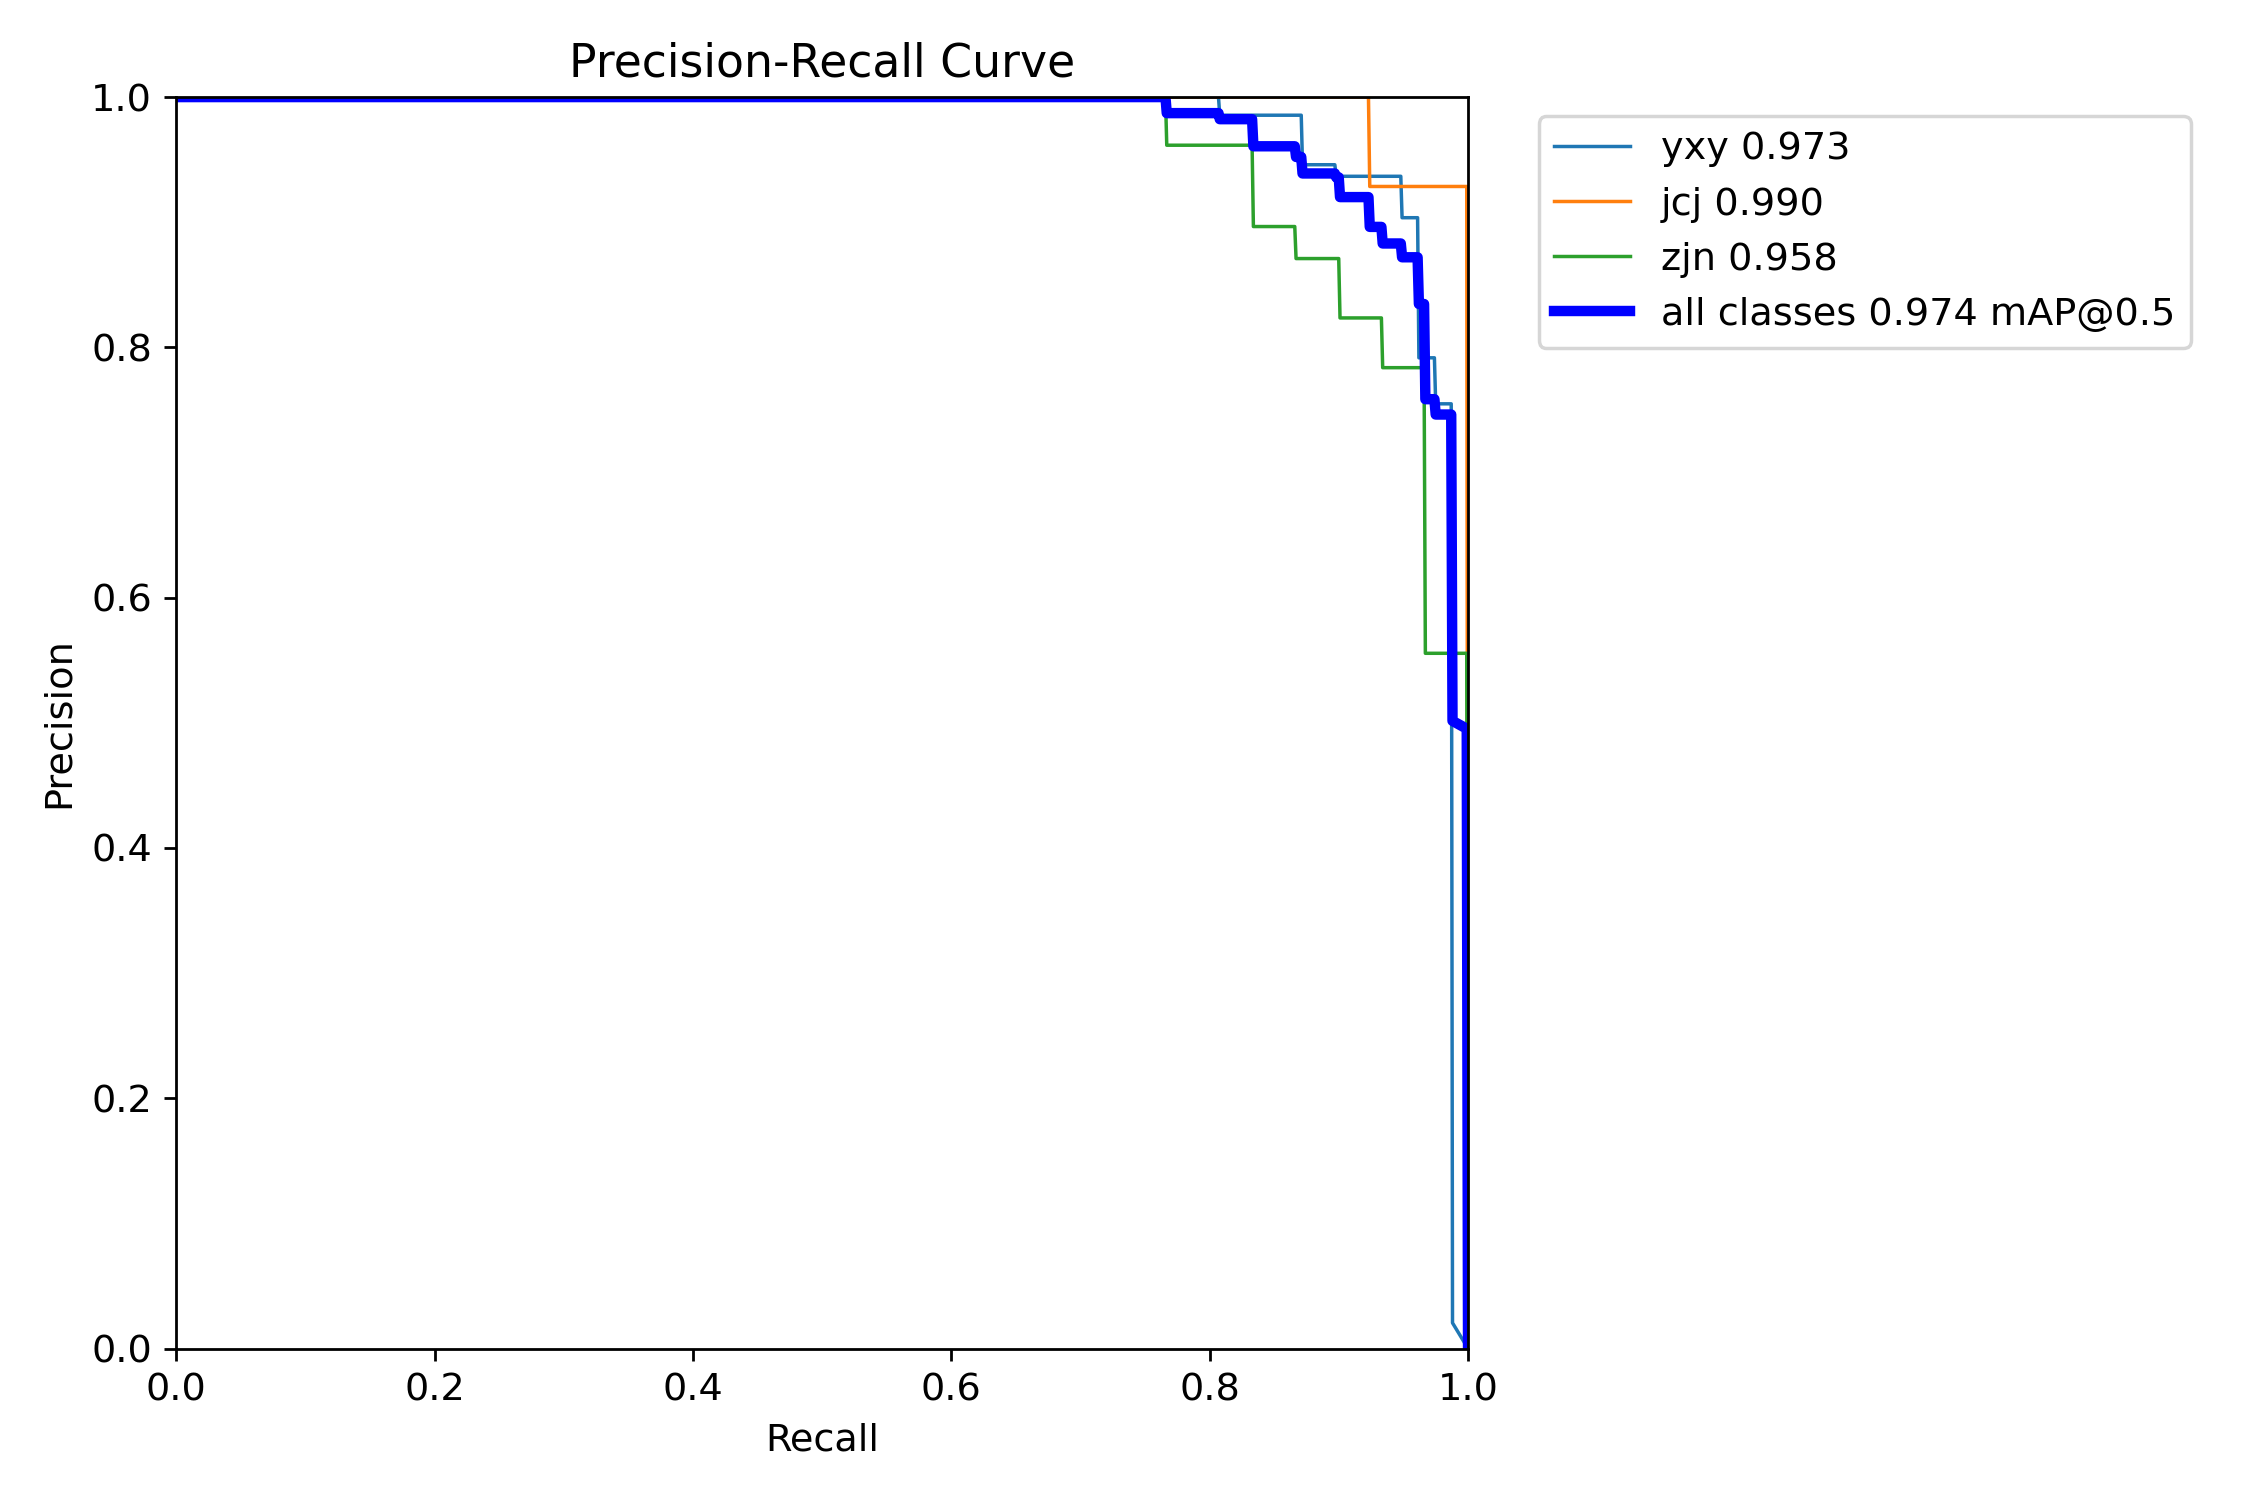 Precision-Recall Curve
1.0
0.8
0.6
0.4
0.2
0.0
Precision
0.0 0.2 0.4 0.6 0.8 1.0
Recall
yxy 0.973
jcj 0.990
zjn 0.958
all classes 0.974 mAP@0.5